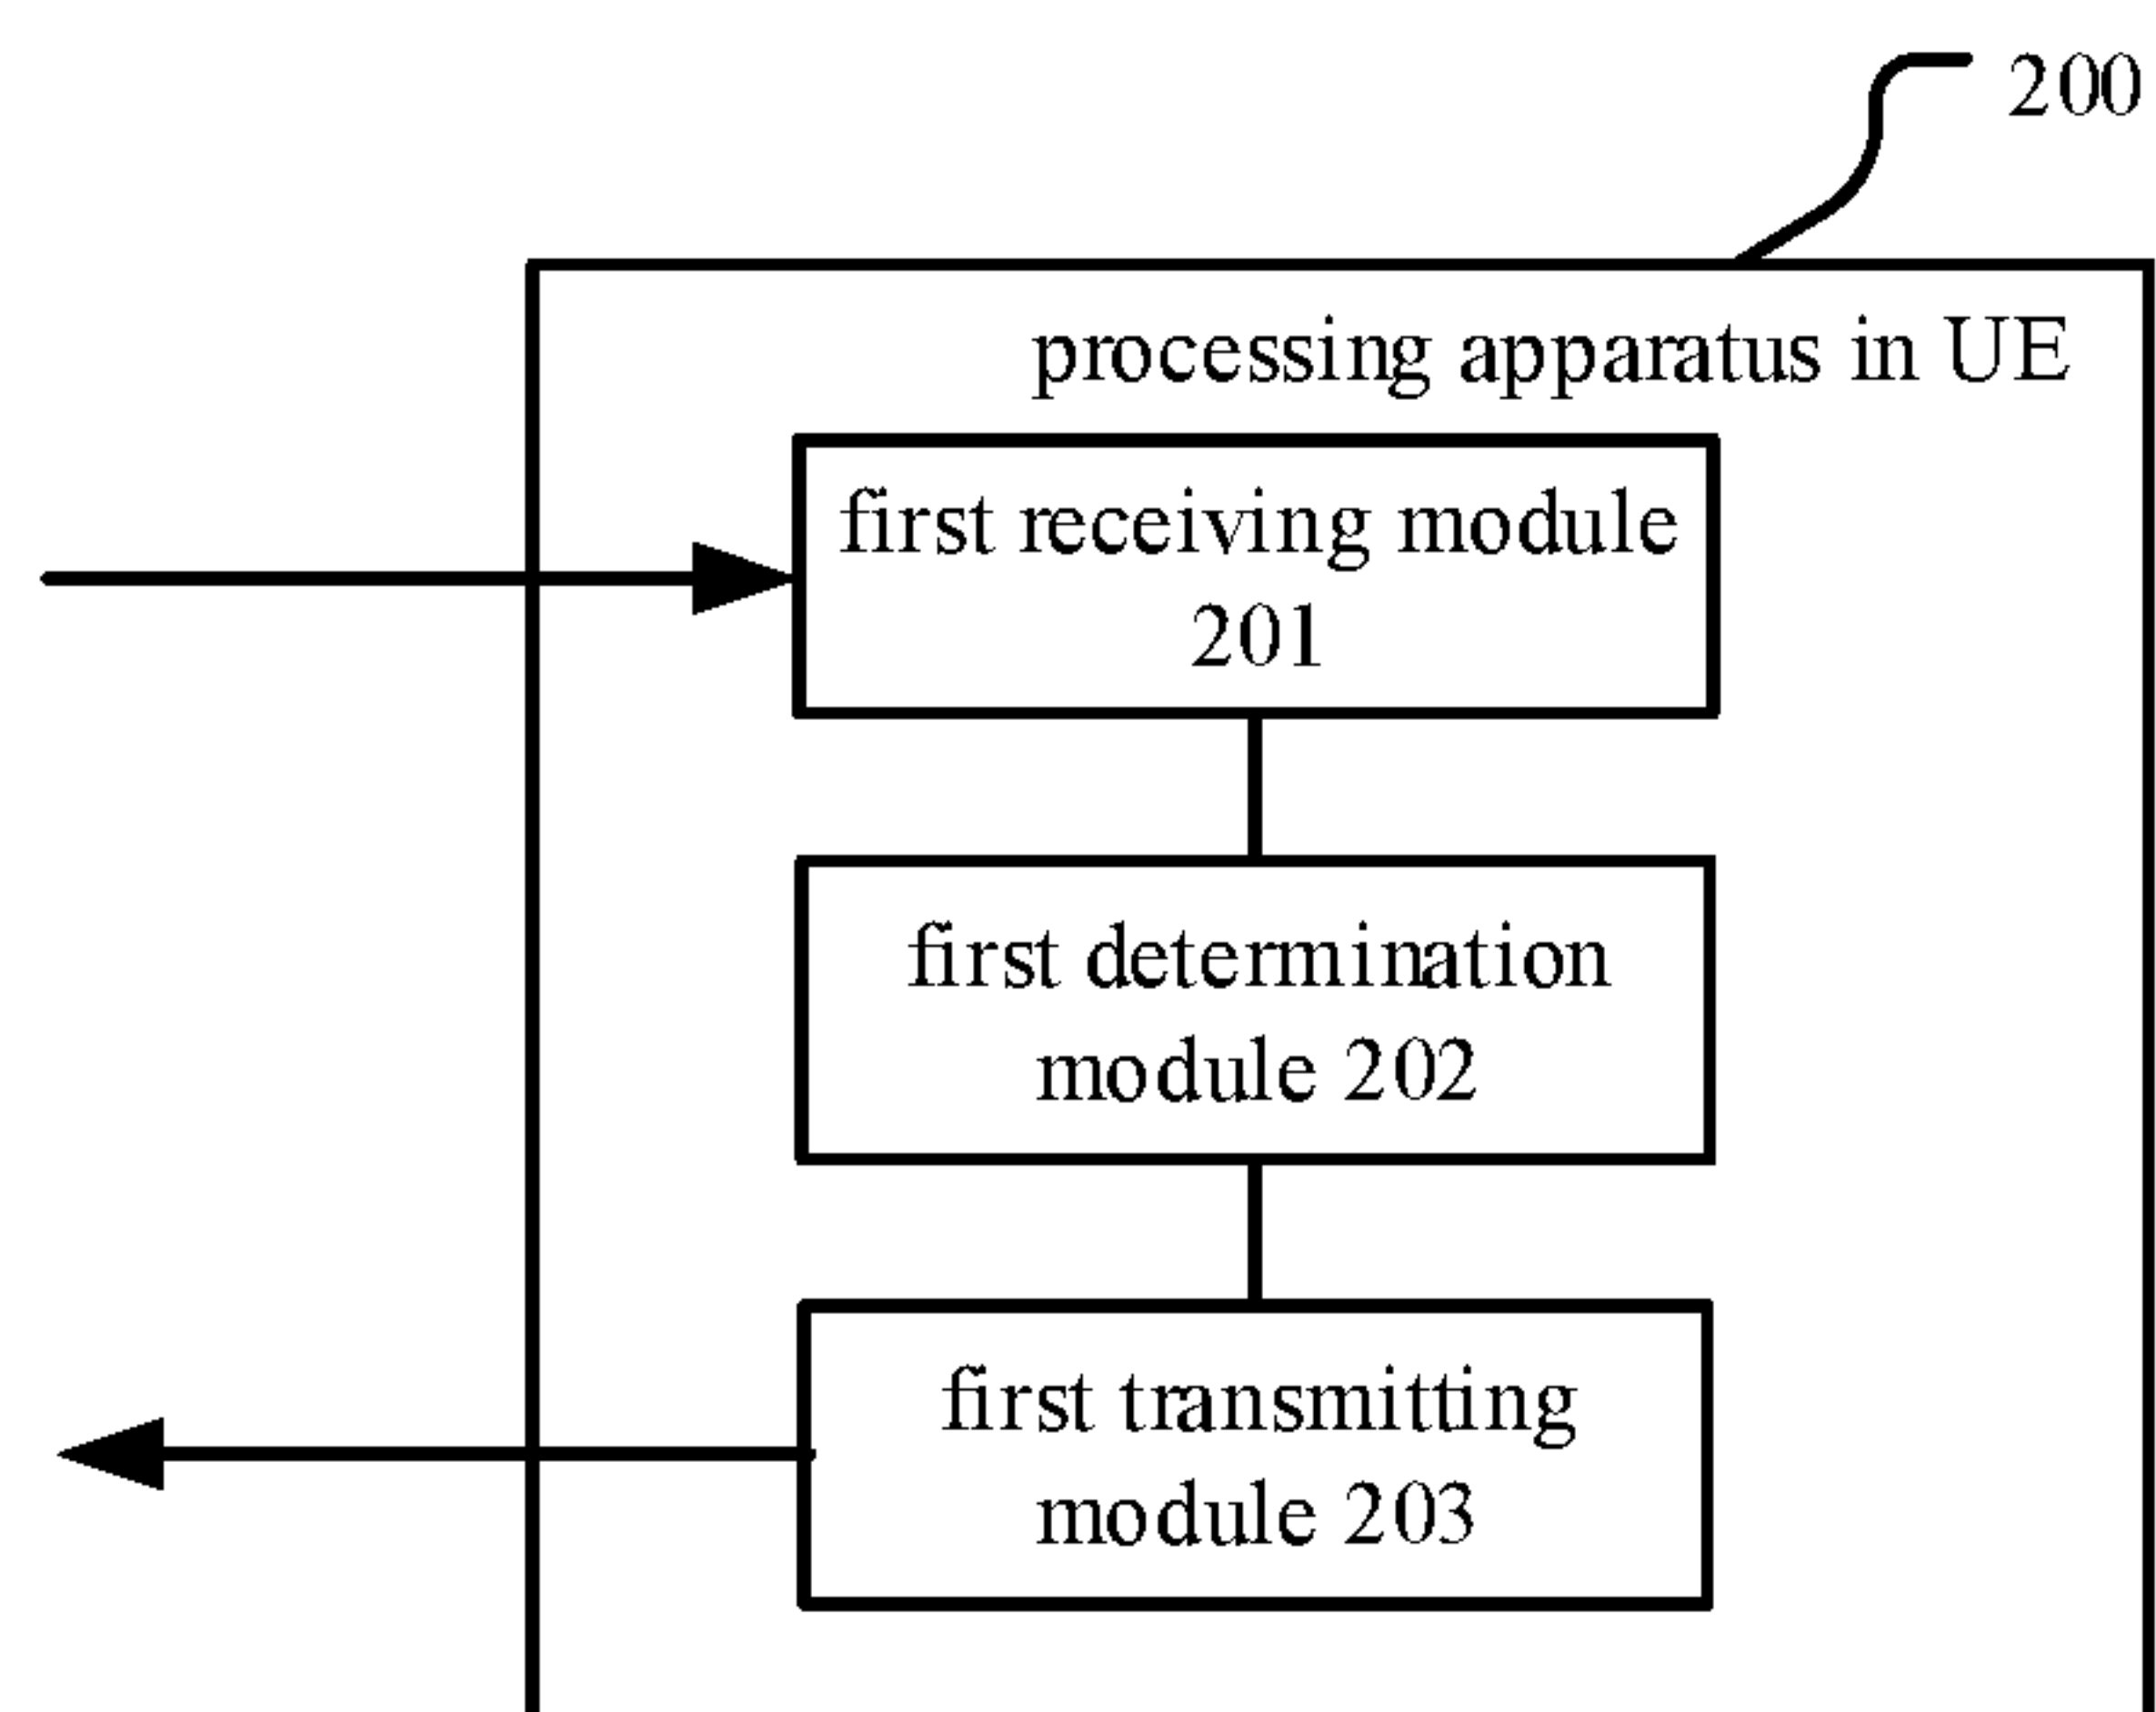 200
processing apparatus in UE
first receiving module
201
first determination
module 202
first transmitting
module 203